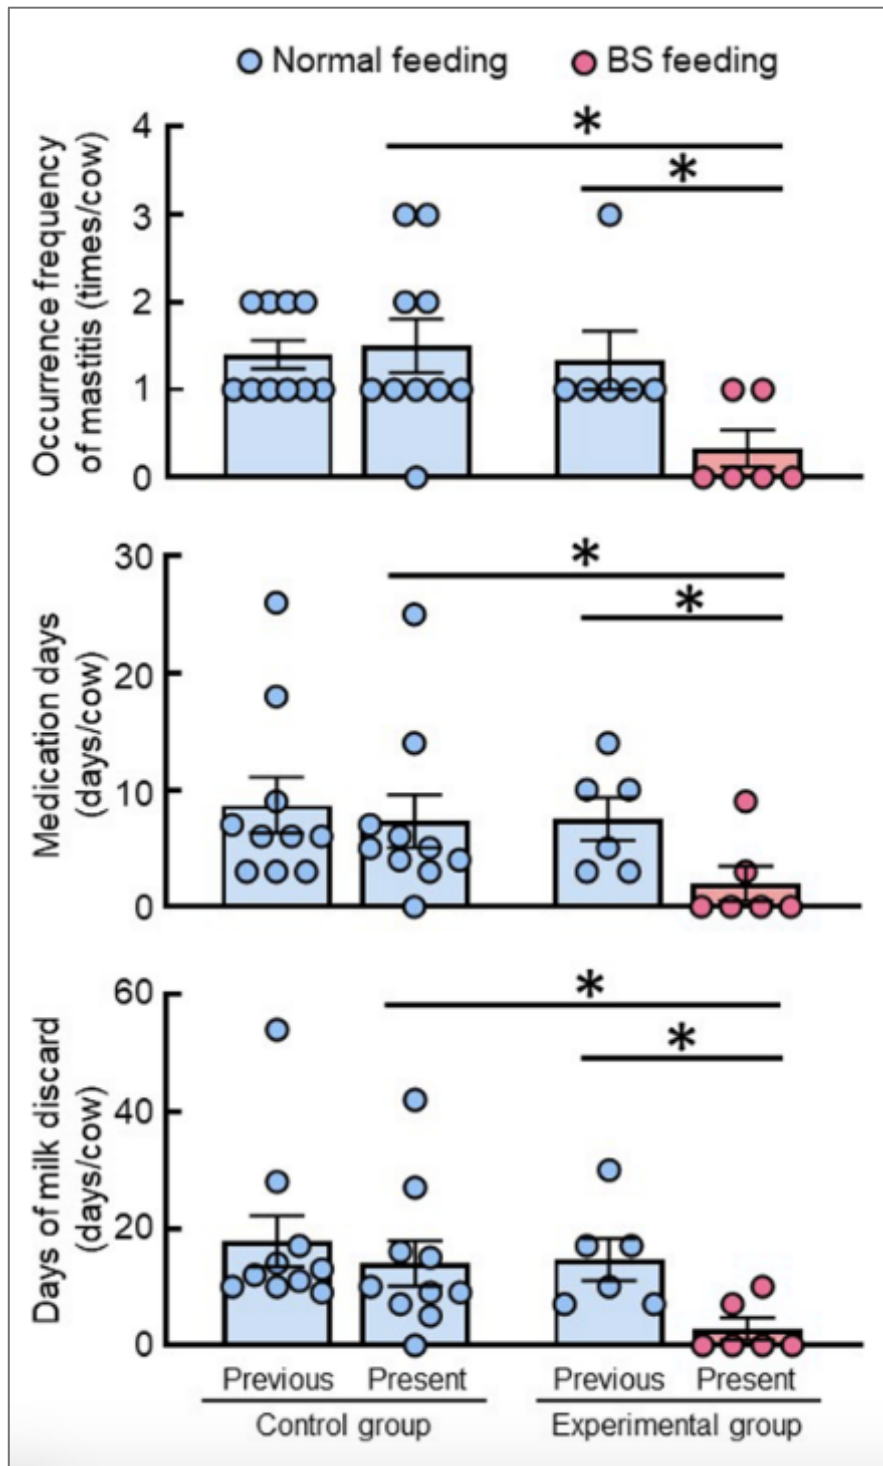 Normal feeding BS feeding
Occurrence frequency
of mastitis (times/cow)
4
3
2
1
0
*
*
Medication days
(days/cow)
30
20
10
0
*
*
Days of milk discard
(days/cow)
60
40
20
0
*
*
Previous Present Previous Present
Control group Experimental group